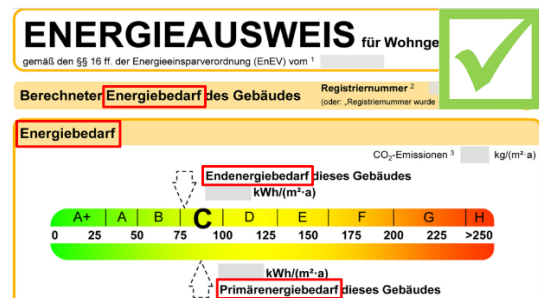 ENERGIEAUSWEIS für Wohnge
gemäß den §§ 16 ff. der Energieeinsparverordnung (EnEV) vom ¹
Berechneter Energiebedarf des Gebäudes
Registriernummer ²
(oder: „Registriernummer wurde
Energiebedarf
CO₂-Emissionen ³ kg/(m²·a)
Endenergiebedarf dieses Gebäudes
kWh/(m²·a)
A+ A B C D E F G H
0 25 50 75 100 125 150 175 200 225 >250
kWh/(m²·a)
Primärenergiebedarf dieses Gebäudes